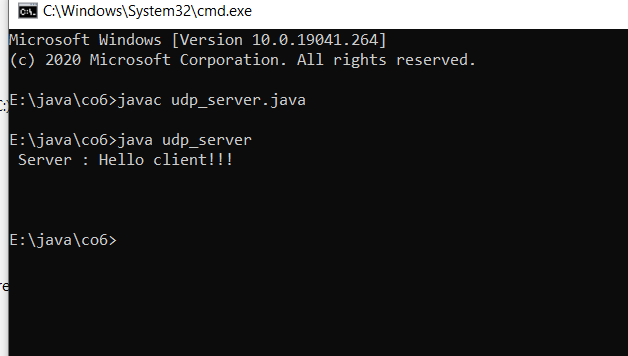 C:\Windows\System32\cmd.exe
Microsoft Windows [Version 10.0.19041.264]
(c) 2020 Microsoft Corporation. All rights reserved.
E:\java\co6>javac udp_server.java
E:\java\co6>java udp_server
Server : Hello client!!!
E:\java\co6>